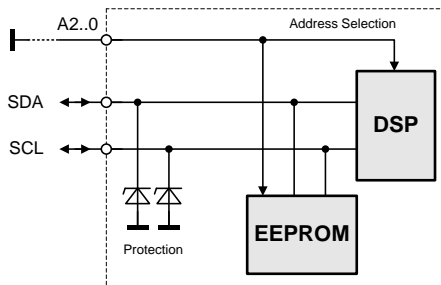 A2..0
Address Selection
SDA
SCL
DSP
EEPROM
Protection